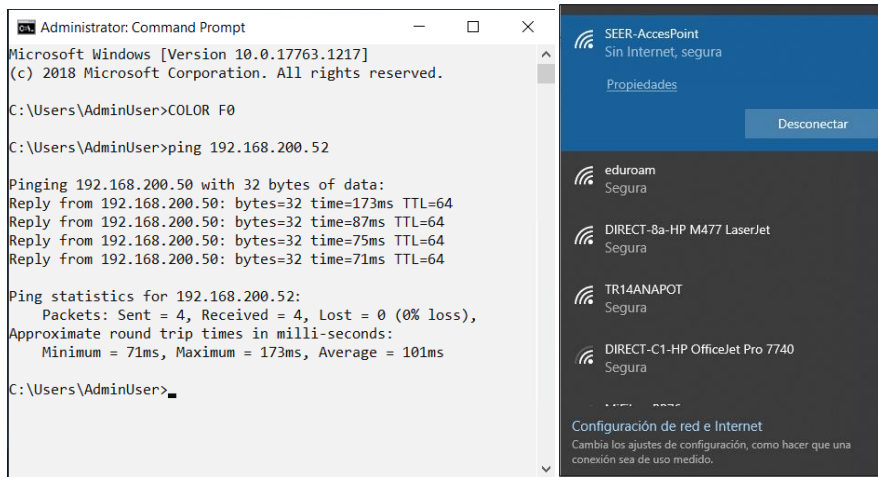 Administrator: Command Prompt
Microsoft Windows [Version 10.0.17763.1217]
(c) 2018 Microsoft Corporation. All rights reserved.
C:\Users\AdminUser>COLOR F0
C:\Users\AdminUser>ping 192.168.200.52
Pinging 192.168.200.50 with 32 bytes of data:
Reply from 192.168.200.50: bytes=32 time=173ms TTL=64
Reply from 192.168.200.50: bytes=32 time=87ms TTL=64
Reply from 192.168.200.50: bytes=32 time=75ms TTL=64
Reply from 192.168.200.50: bytes=32 time=71ms TTL=64
Ping statistics for 192.168.200.52:
Packets: Sent = 4, Received = 4, Lost = 0 (0% loss),
Approximate round trip times in milli-seconds:
Minimum = 71ms, Maximum = 173ms, Average = 101ms
C:\Users\AdminUser>
SEER-AccesPoint
Sin Internet, segura
Propiedades
Desconectar
eduroam
Segura
DIRECT-8a-HP M477 LaserJet
Segura
TR14ANAPOT
Segura
DIRECT-C1-HP OfficeJet Pro 7740
Segura
Configuración de red e Internet
Cambia los ajustes de configuración, como hacer que una
conexión sea de uso medido.